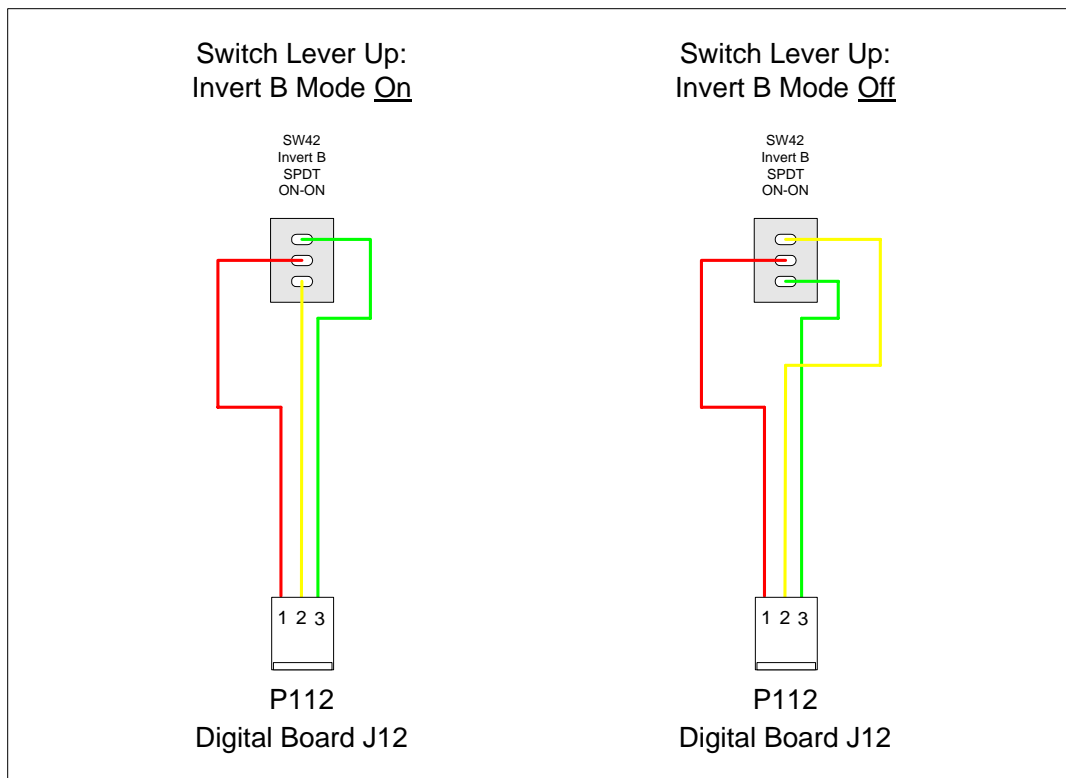 Switch Lever Up:
Invert B Mode On
SW42
Invert B
SPDT
ON-ON
1 2 3
P112
Digital Board J12
Switch Lever Up:
Invert B Mode Off
SW42
Invert B
SPDT
ON-ON
1 2 3
P112
Digital Board J12